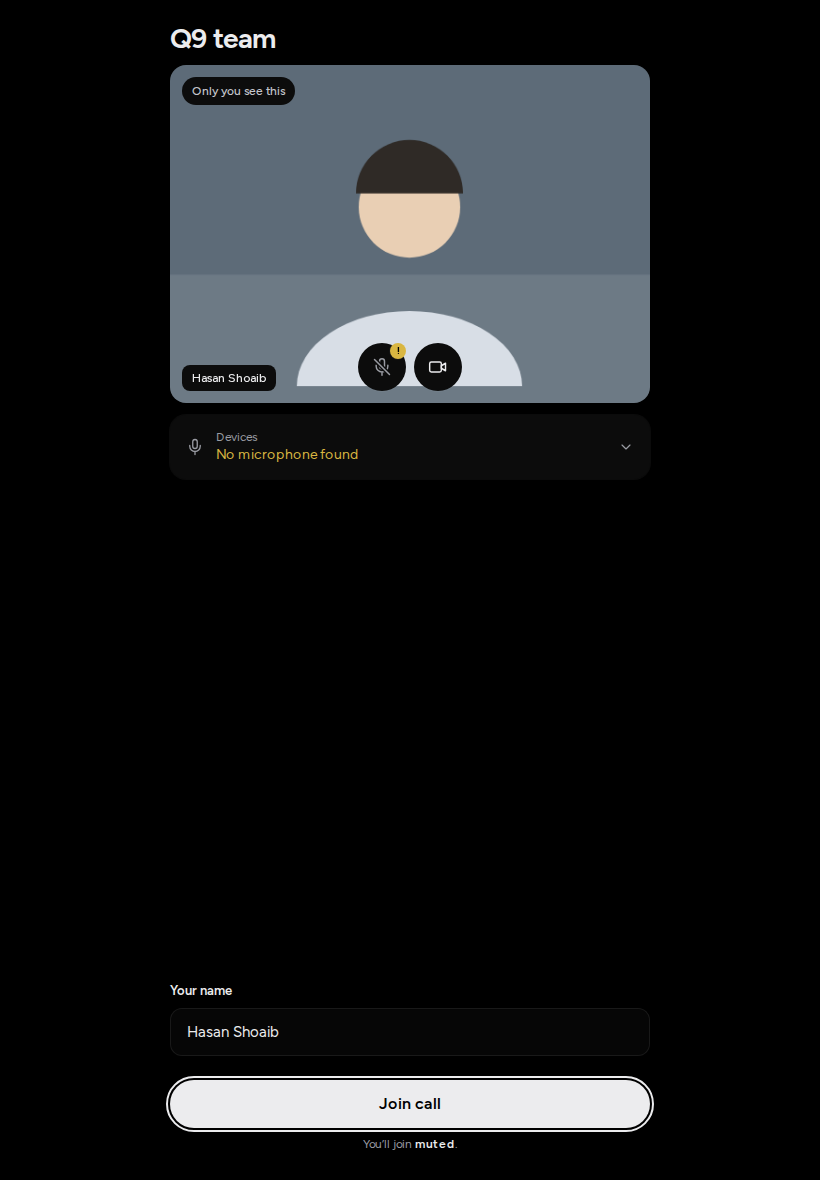 Q9 team
Only you see this
!
Hasan Shoaib
Devices
No microphone found
Your name
Hasan Shoaib
Join call
You'll join muted.